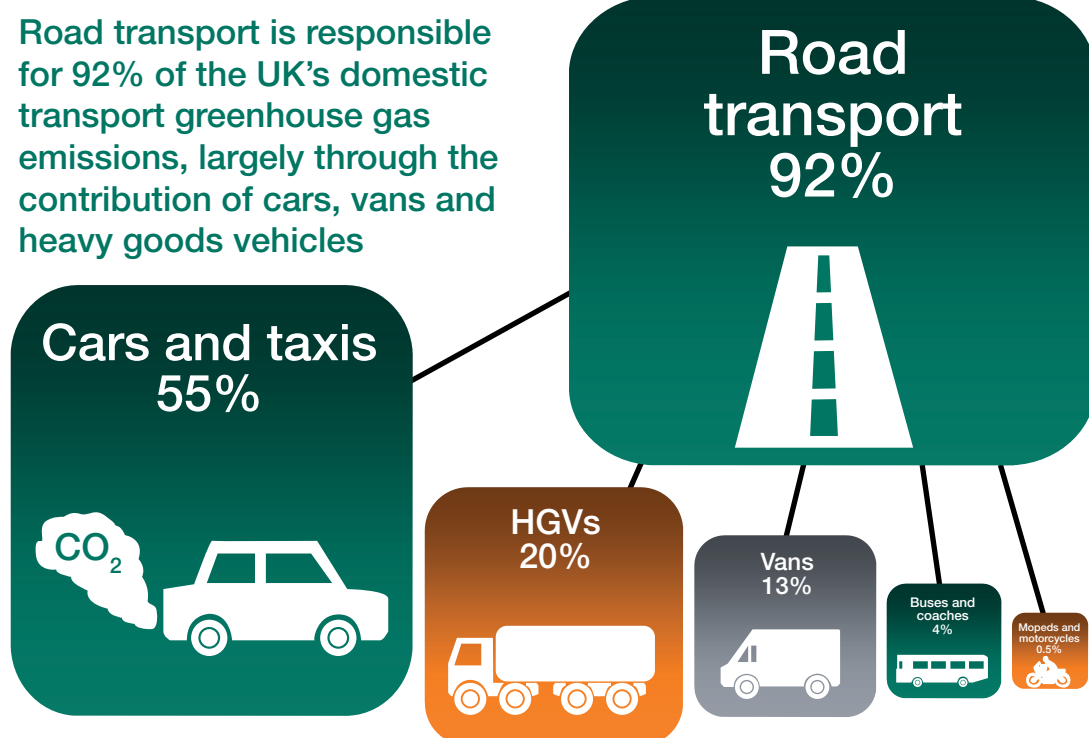 Road transport is responsible
for 92% of the UK’s domestic
transport greenhouse gas
emissions, largely through the
contribution of cars, vans and
heavy goods vehicles
Road
transport
92%
Cars and taxis
55%
CO₂
HGVs
20%
Vans
13%
Buses and
coaches
4%
Mopeds and
motorcycles
0.5%